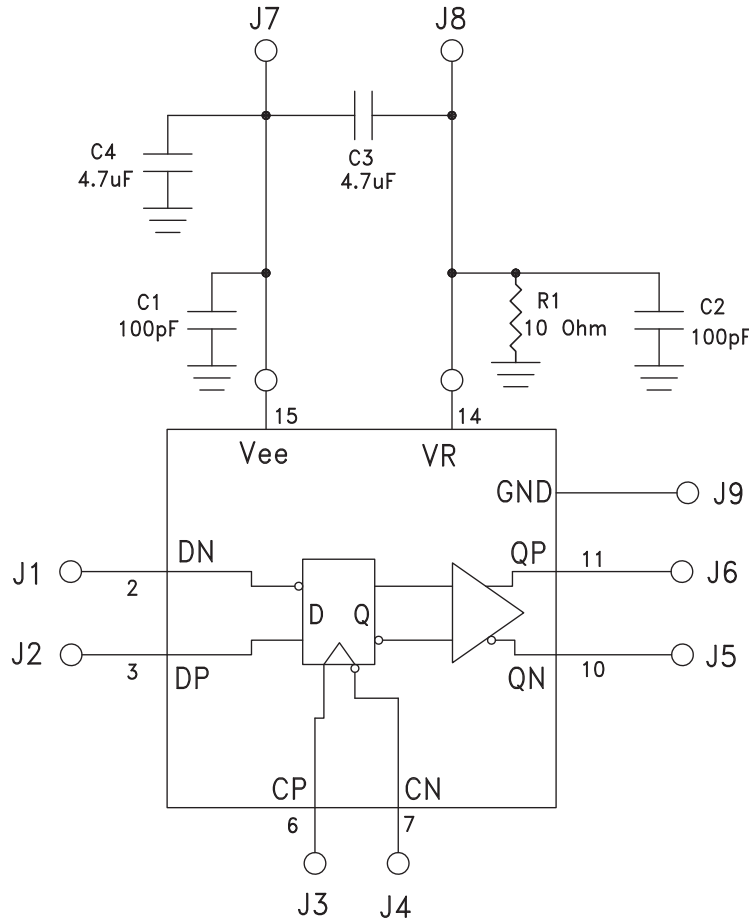 J7
J8
C4
4.7uF
C3
4.7uF
C1
100pF
R1
10 Ohm
C2
100pF
15
14
Vee
VR
GND
J9
J1
2
DN
QP
11
J6
D
Q
J2
3
DP
QN
10
J5
CP
CN
6
7
J3
J4